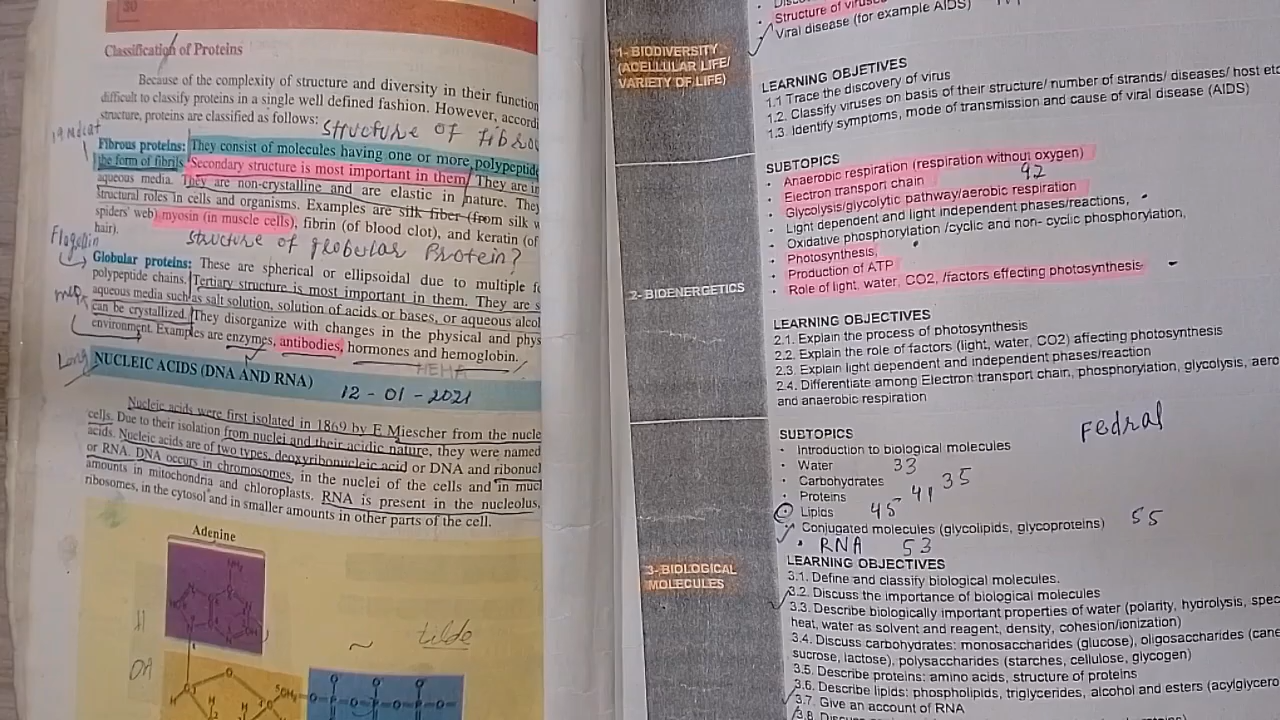 30
Classification of Proteins
Because of the complexity of structure and diversity in their function
difficult to classify proteins in a single well defined fashion. However, accordi
structure, proteins are classified as follows:
structure of fibro
Fibrous proteins: They consist of molecules having one or more polypeptide
the form of fibrils. Secondary structure is most important in them. They are in
aqueous media. They are non-crystalline and are elastic in nature. They
structural roles in cells and organisms. Examples are silk fiber (from silk w
spiders' web) myosin (in muscle cells), fibrin (of blood clot), and keratin (of
hair).
structure of globular Protein?
Globular proteins: These are spherical or ellipsoidal due to multiple fo
polypeptide chains. Tertiary structure is most important in them. They are s
aqueous media such as salt solution, solution of acids or bases, or aqueous alcol
can be crystallized. They disorganize with changes in the physical and phys
environment. Examples are enzymes, antibodies, hormones and hemoglobin.
Long
NUCLEIC ACIDS (DNA AND RNA)
12-01-2021
Nucleic acids were first isolated in 1869 by F. Miescher from the nucle
cells. Due to their isolation from nuclei and their acidic nature, they were named
acids. Nucleic acids are of two types, deoxyribonucleic acid or DNA and ribonucl
or RNA. DNA occurs in chromosomes, in the nuclei of the cells and in much
amounts in mitochondria and chloroplasts. RNA is present in the nucleolus,
ribosomes, in the cytosol and in smaller amounts in other parts of the cell.
Adenine
~ tilde
Structure of virus
Viral disease (for example AIDS)
1- BIODIVERSITY
(ACELLULAR LIFE/
VARIETY OF LIFE)
LEARNING OBJETIVES
1.1 Trace the discovery of virus
1.2. Classify viruses on basis of their structure/ number of strands/ diseases/ host etc
1.3. Identify symptoms, mode of transmission and cause of viral disease (AIDS)
2- BIOENERGETICS
SUBTOPICS
• Anaerobic respiration (respiration without oxygen)
• Electron transport chain 92
• Glycolysis/glycolytic pathway/aerobic respiration
• Light dependent and light independent phases/reactions,
• Oxidative phosphorylation /cyclic and non- cyclic phosphorylation,
• Photosynthesis,
• Production of ATP
• Role of light, water, CO2, /factors effecting photosynthesis
LEARNING OBJECTIVES
2.1. Explain the process of photosynthesis
2.2. Explain the role of factors (light, water, CO2) affecting photosynthesis
2.3. Explain light dependent and independent phases/reaction
2.4. Differentiate among Electron transport chain, phosphorylation, glycolysis, aero
and anaerobic respiration
3- BIOLOGICAL
MOLECULES
SUBTOPICS
Fedral
• Introduction to biological molecules
• Water 33
• Carbohydrates 35
• Proteins 41
• Lipids 45
• Conjugated molecules (glycolipids, glycoproteins) 55
• RNA 53
LEARNING OBJECTIVES
3.1. Define and classify biological molecules.
3.2. Discuss the importance of biological molecules
3.3. Describe biologically important properties of water (polarity, hydrolysis, spec
heat, water as solvent and reagent, density, cohesion/ionization)
3.4. Discuss carbohydrates: monosaccharides (glucose), oligosaccharides (cane
sucrose, lactose), polysaccharides (starches, cellulose, glycogen)
3.5. Describe proteins: amino acids, structure of proteins
3.6. Describe lipids: phospholipids, triglycerides, alcohol and esters (acylglycero
3.7. Give an account of RNA